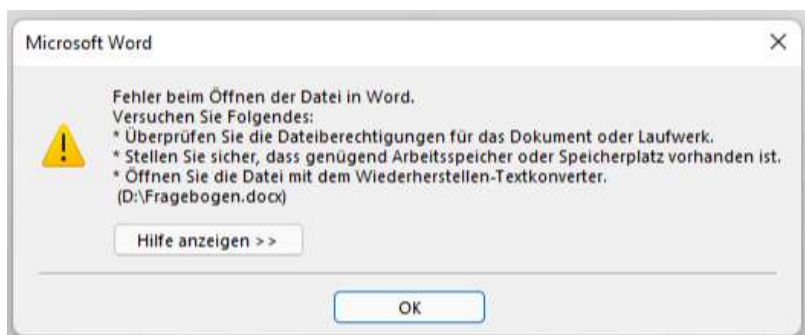 Microsoft Word
Fehler beim Öffnen der Datei in Word.
Versuchen Sie Folgendes:
* Überprüfen Sie die Dateiberechtigungen für das Dokument oder Laufwerk.
* Stellen Sie sicher, dass genügend Arbeitsspeicher oder Speicherplatz vorhanden ist.
* Öffnen Sie die Datei mit dem Wiederherstellen-Textkonverter.
(D:\Fragebogen.docx)
Hilfe anzeigen >>
OK